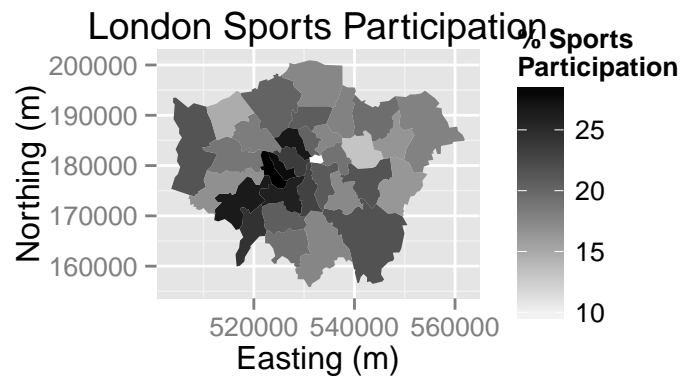 London Sports Participation
% Sports
Participation
200000
190000
180000
170000
160000
Northing (m)
520000 540000 560000
Easting (m)
25
20
15
10